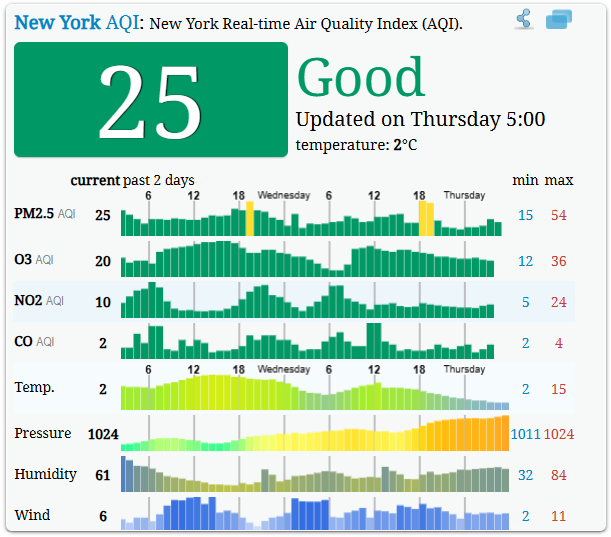 New York AQI: New York Real-time Air Quality Index (AQI).
25
Good
Updated on Thursday 5:00
temperature: 2°C
current past 2 days min max
6 12 18 Wednesday 6 12 18 Thursday
PM2.5 AQI 25 15 54
O3 AQI 20 12 36
NO2 AQI 10 5 24
CO AQI 2 2 4
6 12 18 Wednesday 6 12 18 Thursday
Temp. 2 2 15
Pressure 1024 1011 1024
Humidity 61 32 84
Wind 6 2 11